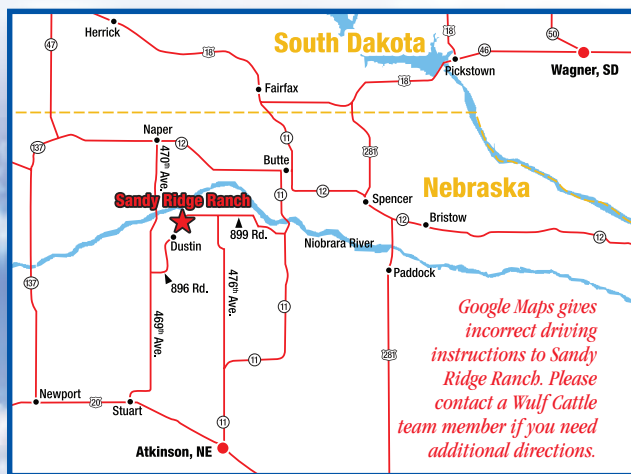 Herrick
47
18
South Dakota
18
46
50
Pickstown
Wagner, SD
Fairfax
18
Naper
137
12
470th Ave.
11
281
Butte
Sandy Ridge Ranch
11
12
Spencer
Nebraska
12
Bristow
12
899 Rd.
Dustin
Niobrara River
896 Rd.
476th Ave.
Paddock
137
469th Ave.
11
281
11
Newport
20
Stuart
11
Atkinson, NE
Google Maps gives
incorrect driving
instructions to Sandy
Ridge Ranch. Please
contact a Wulf Cattle
team member if you need
additional directions.